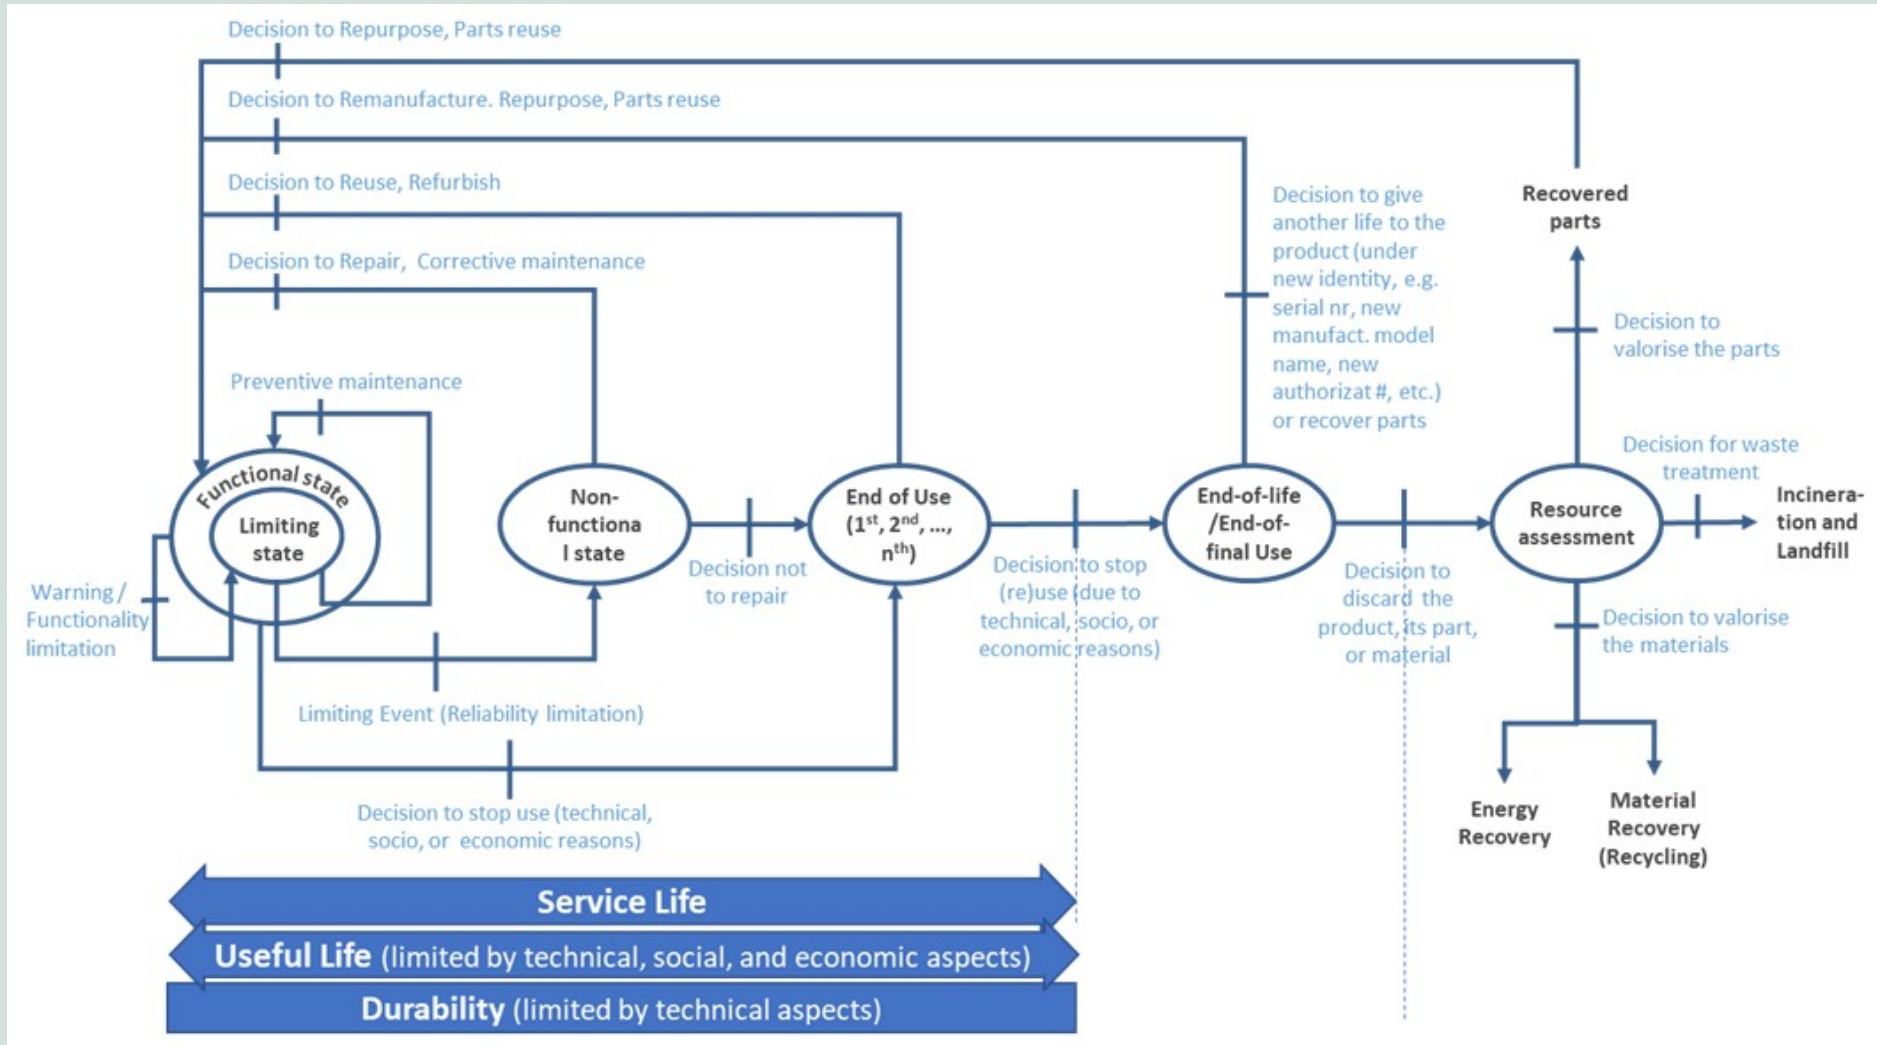 Decision to Repurpose, Parts reuse
Decision to Remanufacture. Repurpose, Parts reuse
Decision to Reuse, Refurbish
Decision to Repair, Corrective maintenance
Preventive maintenance
Functional state
Limiting
state
Warning /
Functionality
limitation
Non-
functiona
l state
Decision not
to repair
End of Use
(1st, 2nd, ...,
nth)
Decision to stop
(re)use (due to
technical, socio, or
economic reasons)
End-of-life
/End-of-
final Use
Decision to give
another life to the
product (under
new identity, e.g.
serial nr, new
manufact. model
name, new
authorizat #, etc.)
or recover parts
Decision to
discard the
product, its part,
or material
Resource
assessment
Recovered
parts
Decision to
valorise the parts
Decision for waste
treatment
Incinera-
tion and
Landfill
Decision to valorise
the materials
Energy
Recovery
Material
Recovery
(Recycling)
Limiting Event (Reliability limitation)
Decision to stop use (technical,
socio, or economic reasons)
Service Life
Useful Life (limited by technical, social, and economic aspects)
Durability (limited by technical aspects)